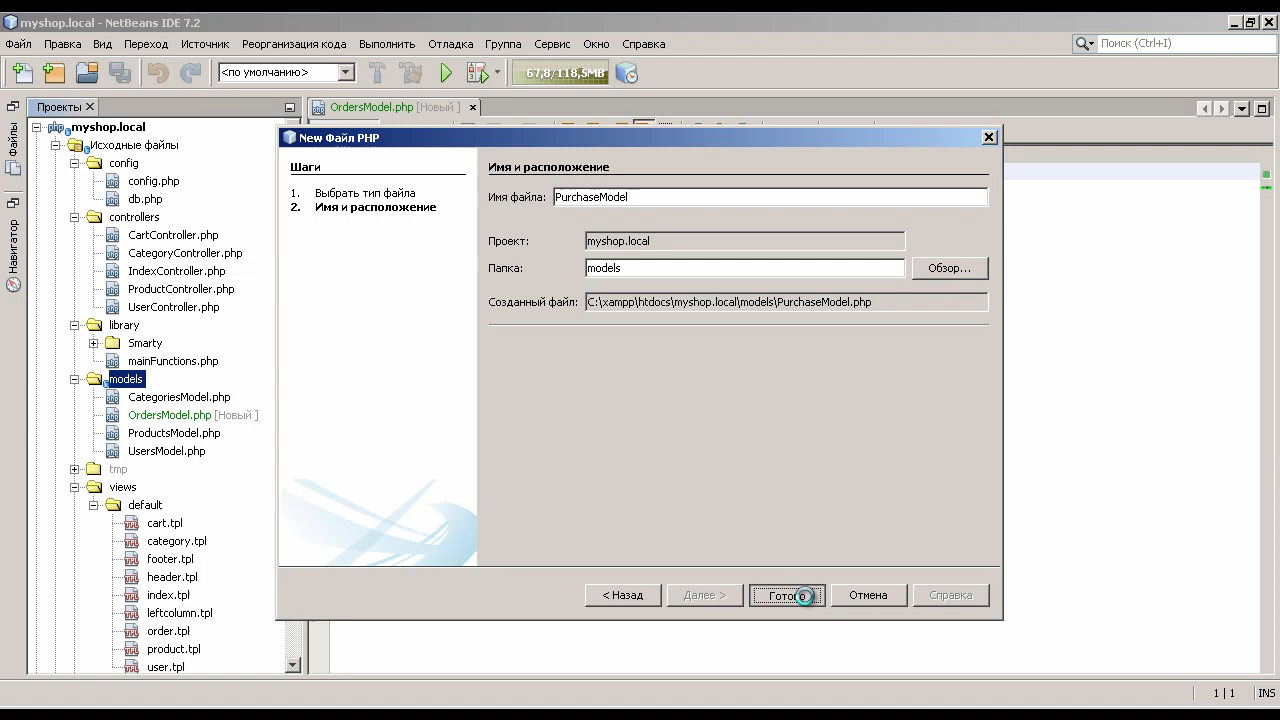 myshop.local - NetBeans IDE 7.2
Файл Правка Вид Переход Источник Реорганизация кода Выполнить Отладка Группа Сервис Окно Справка
Поиск (Ctrl+I)
<по умолчанию>
67,8/118,5MB
Файлы
Навигатор
Проекты
myshop.local
Исходные файлы
config
config.php
db.php
controllers
CartController.php
CategoryController.php
IndexController.php
ProductController.php
UserController.php
library
Smarty
mainFunctions.php
models
CategoriesModel.php
OrdersModel.php [Новый ]
ProductsModel.php
UsersModel.php
tmp
views
default
cart.tpl
category.tpl
footer.tpl
header.tpl
index.tpl
leftcolumn.tpl
order.tpl
product.tpl
user.tpl
OrdersModel.php [Новый ]
New Файл PHP
Шаги
1. Выбрать тип файла
2. Имя и расположение
Имя и расположение
Имя файла: PurchaseModel
Проект: myshop.local
Папка: models
Обзор...
Созданный файл: C:\xampp\htdocs\myshop.local\models\PurchaseModel.php
< Назад
Далее >
Отмена
Справка
1 | 1
INS